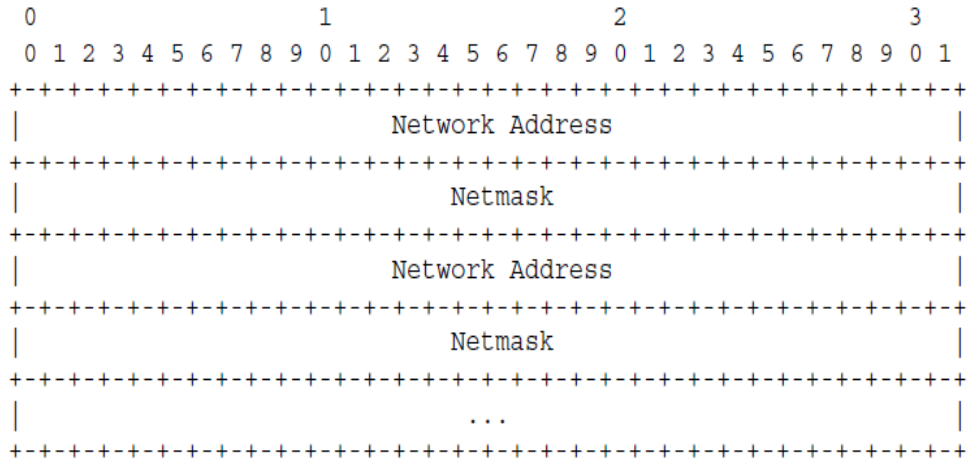 0                   1                   2                   3
0 1 2 3 4 5 6 7 8 9 0 1 2 3 4 5 6 7 8 9 0 1 2 3 4 5 6 7 8 9 0 1
+-+-+-+-+-+-+-+-+-+-+-+-+-+-+-+-+-+-+-+-+-+-+-+-+-+-+-+-+-+-+-+-+
|                         Network Address                       |
+-+-+-+-+-+-+-+-+-+-+-+-+-+-+-+-+-+-+-+-+-+-+-+-+-+-+-+-+-+-+-+-+
|                             Netmask                           |
+-+-+-+-+-+-+-+-+-+-+-+-+-+-+-+-+-+-+-+-+-+-+-+-+-+-+-+-+-+-+-+-+
|                         Network Address                       |
+-+-+-+-+-+-+-+-+-+-+-+-+-+-+-+-+-+-+-+-+-+-+-+-+-+-+-+-+-+-+-+-+
|                             Netmask                           |
+-+-+-+-+-+-+-+-+-+-+-+-+-+-+-+-+-+-+-+-+-+-+-+-+-+-+-+-+-+-+-+-+
|                              ...                              |
+-+-+-+-+-+-+-+-+-+-+-+-+-+-+-+-+-+-+-+-+-+-+-+-+-+-+-+-+-+-+-+-+